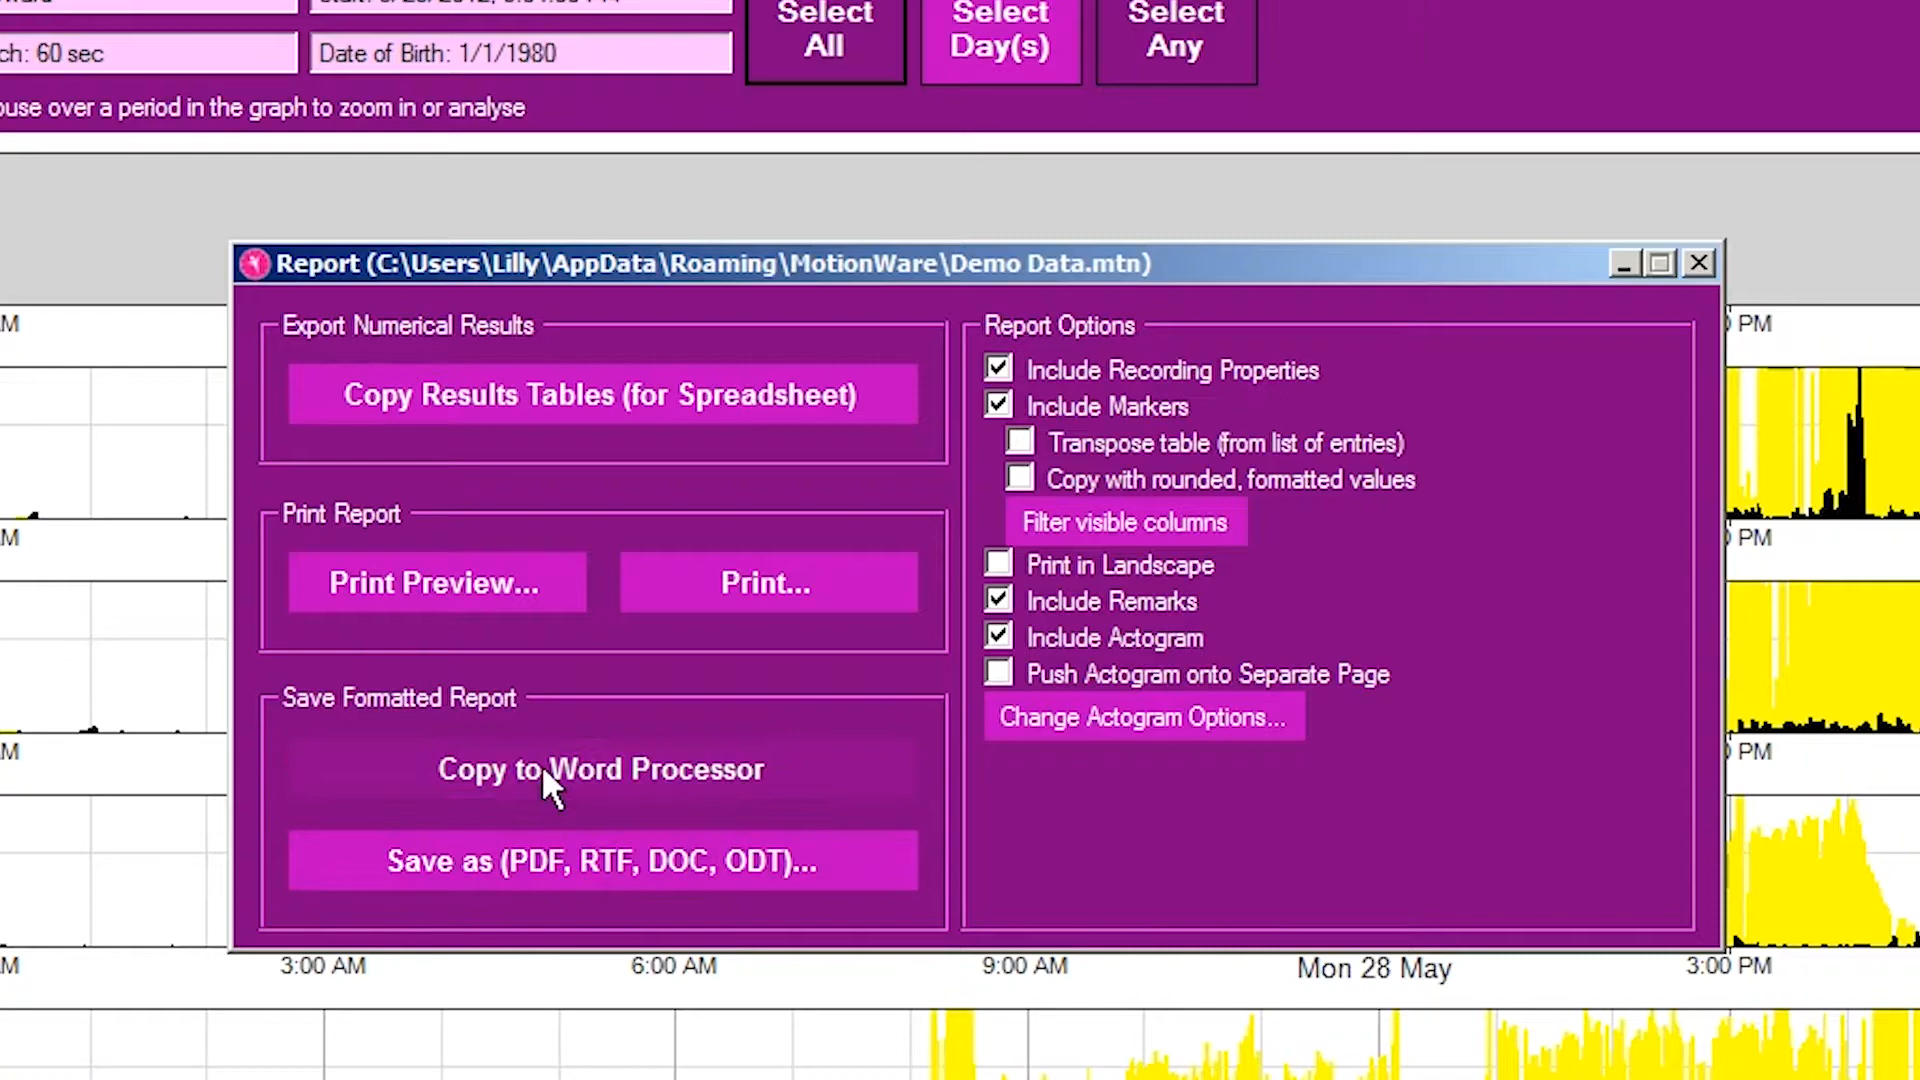 Select All
Select Day(s)
Select Any
ch: 60 sec
Date of Birth: 1/1/1980
ouse over a period in the graph to zoom in or analyse
Report (C:\Users\Lilly\AppData\Roaming\MotionWare\Demo Data.mtn)
Export Numerical Results
Copy Results Tables (for Spreadsheet)
Print Report
Print Preview...
Print...
Save Formatted Report
Copy to Word Processor
Save as (PDF, RTF, DOC, ODT)...
Report Options
Include Recording Properties
Include Markers
Transpose table (from list of entries)
Copy with rounded, formatted values
Filter visible columns
Print in Landscape
Include Remarks
Include Actogram
Push Actogram onto Separate Page
Change Actogram Options...
M
PM
M
PM
M
PM
M
3:00 AM
6:00 AM
9:00 AM
Mon 28 May
3:00 PM